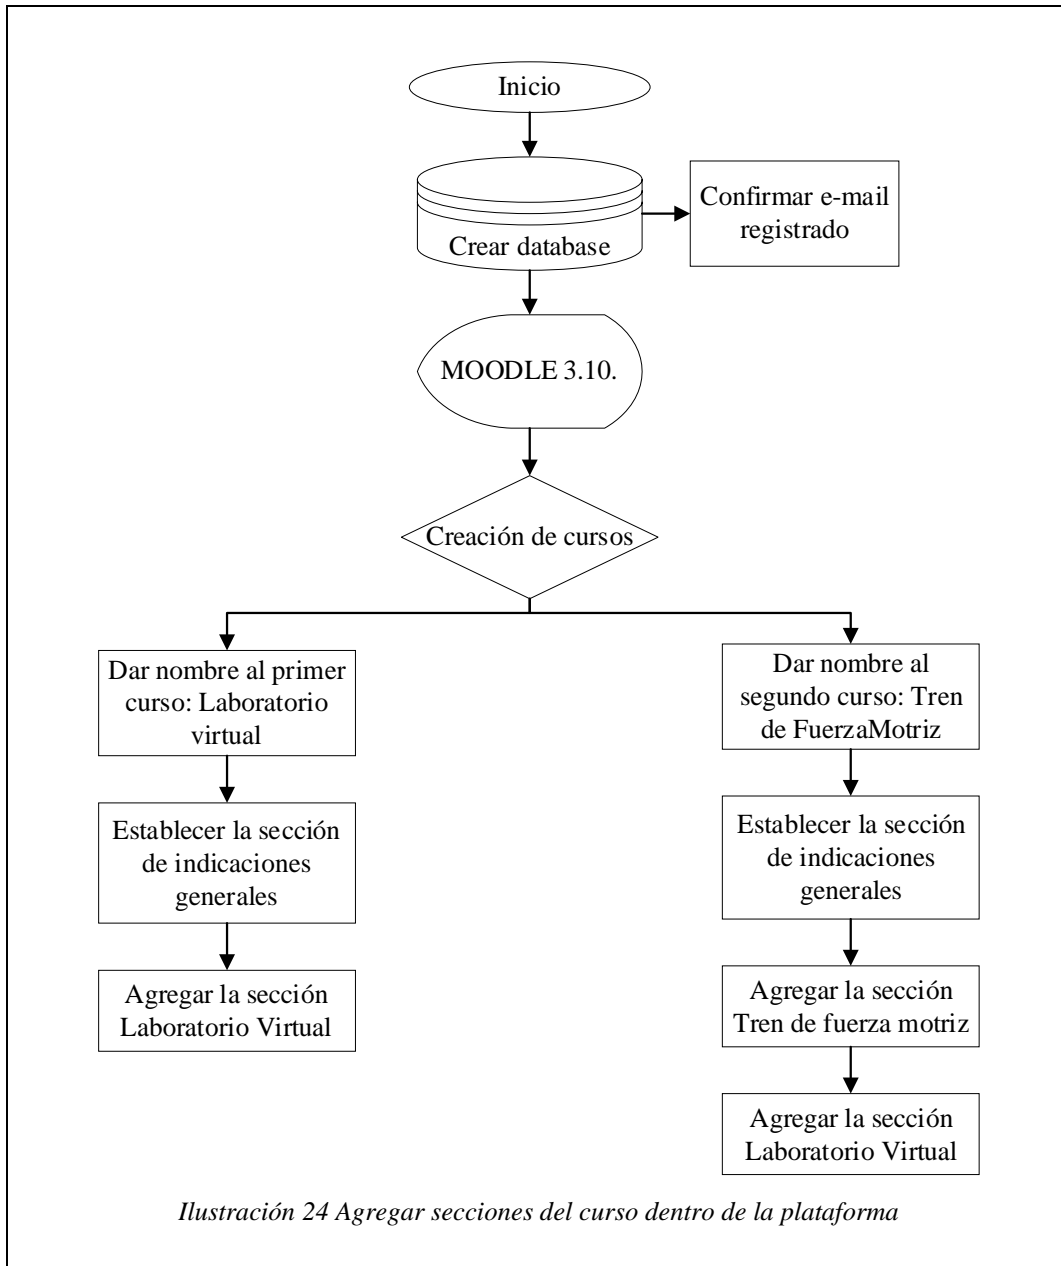 Inicio
Crear database
Confirmar e-mail
registrado
MOODLE 3.10.
Creación de cursos
Dar nombre al primer
curso: Laboratorio
virtual
Establecer la sección
de indicaciones
generales
Agregar la sección
Laboratorio Virtual
Dar nombre al
segundo curso: Tren
de FuerzaMotriz
Establecer la sección
de indicaciones
generales
Agregar la sección
Tren de fuerza motriz
Agregar la sección
Laboratorio Virtual
Ilustración 24 Agregar secciones del curso dentro de la plataforma